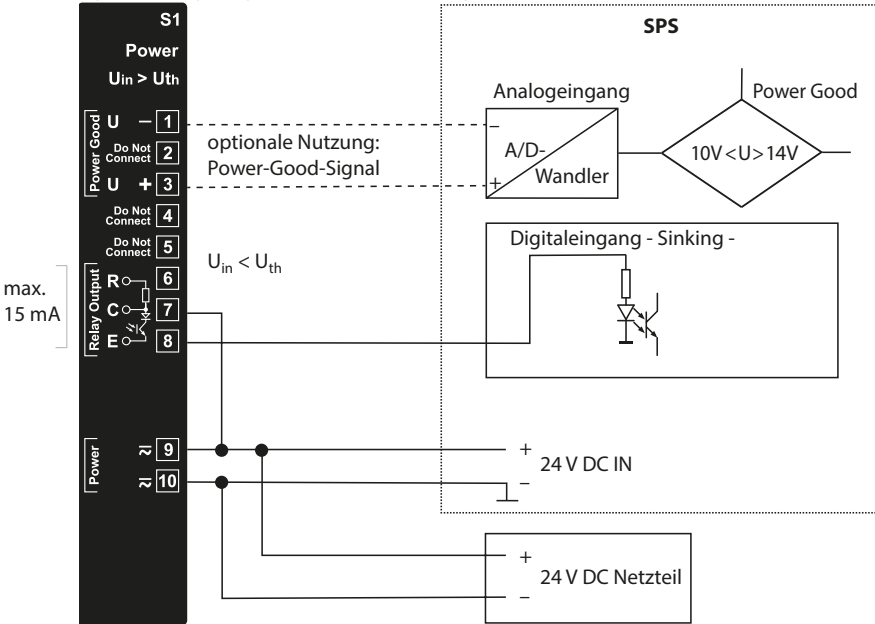 S1
Power
Uin > Uth
Power Good
U − 1
Do Not
Connect 2
U + 3
Do Not
Connect 4
Do Not
Connect 5
max.
15 mA
Relay Output
R 6
C 7
E 8
Power
9
10
optionale Nutzung:
Power-Good-Signal
Uin < Uth
SPS
Analogeingang
−
A/D-
Wandler
+
Power Good
10V <U> 14V
Digitaleingang - Sinking -
+
24 V DC IN
−
+
24 V DC Netzteil
−